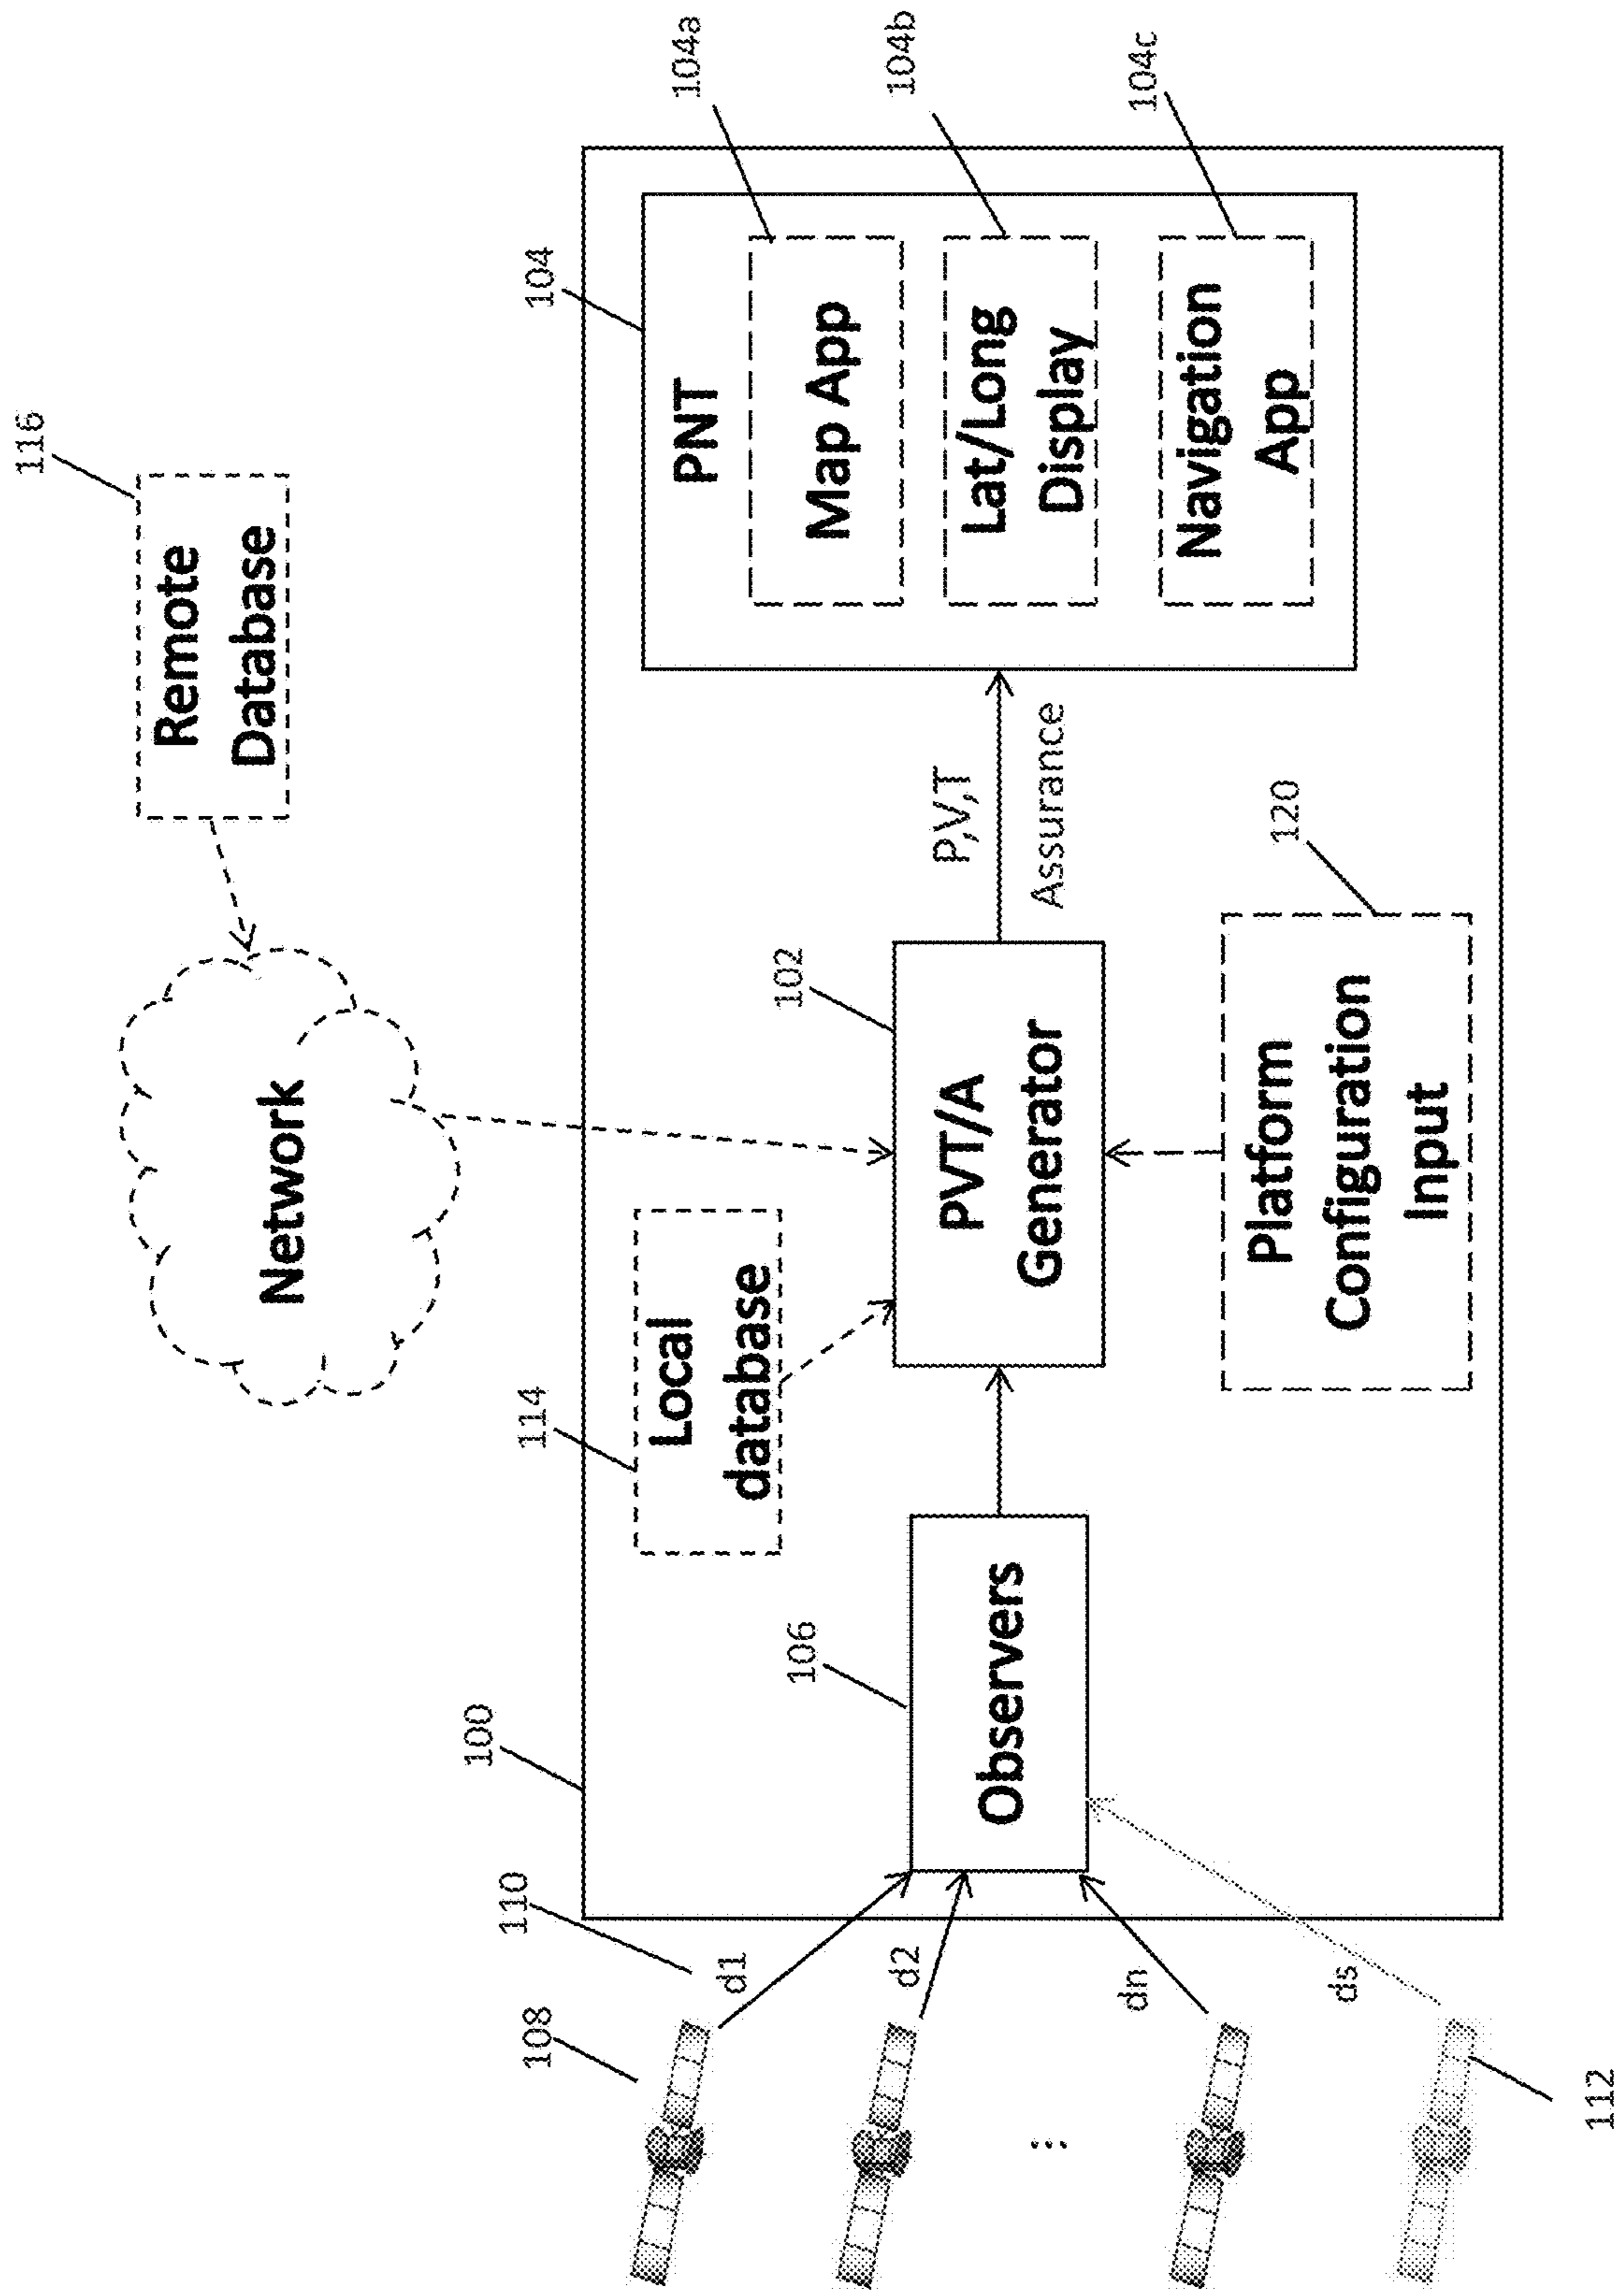 116
Remote
Database
Network
100
114
Local
database
104
PNT
104a
Map App
104b
Lat/Long
Display
104c
Navigation
App
108
110
d1
d2
dn
ds
⋮
112
106
Observers
102
PVT/A
Generator
P,V,T
Assurance
120
Platform
Configuration
Input